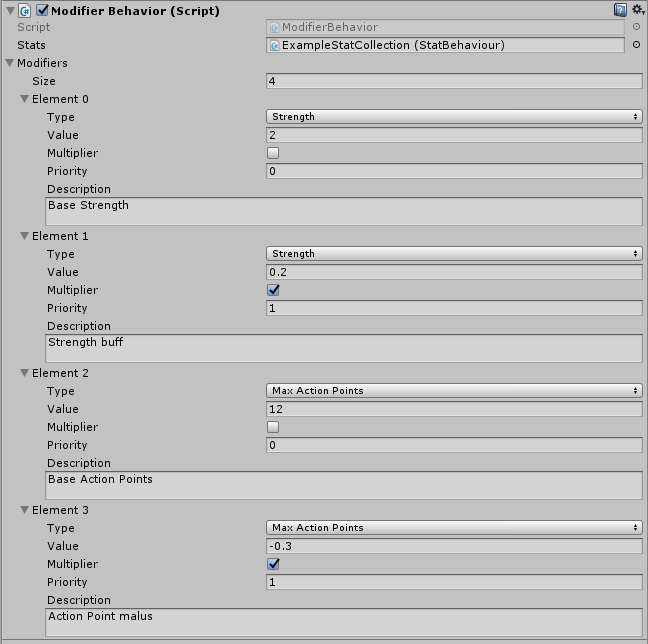 Modifier Behavior (Script)
Script ModifierBehavior
Stats ExampleStatCollection (StatBehaviour)
Modifiers
Size 4
Element 0
Type Strength
Value 2
Multiplier
Priority 0
Description
Base Strength
Element 1
Type Strength
Value 0.2
Multiplier
Priority 1
Description
Strength buff
Element 2
Type Max Action Points
Value 12
Multiplier
Priority 0
Description
Base Action Points
Element 3
Type Max Action Points
Value -0.3
Multiplier
Priority 1
Description
Action Point malus